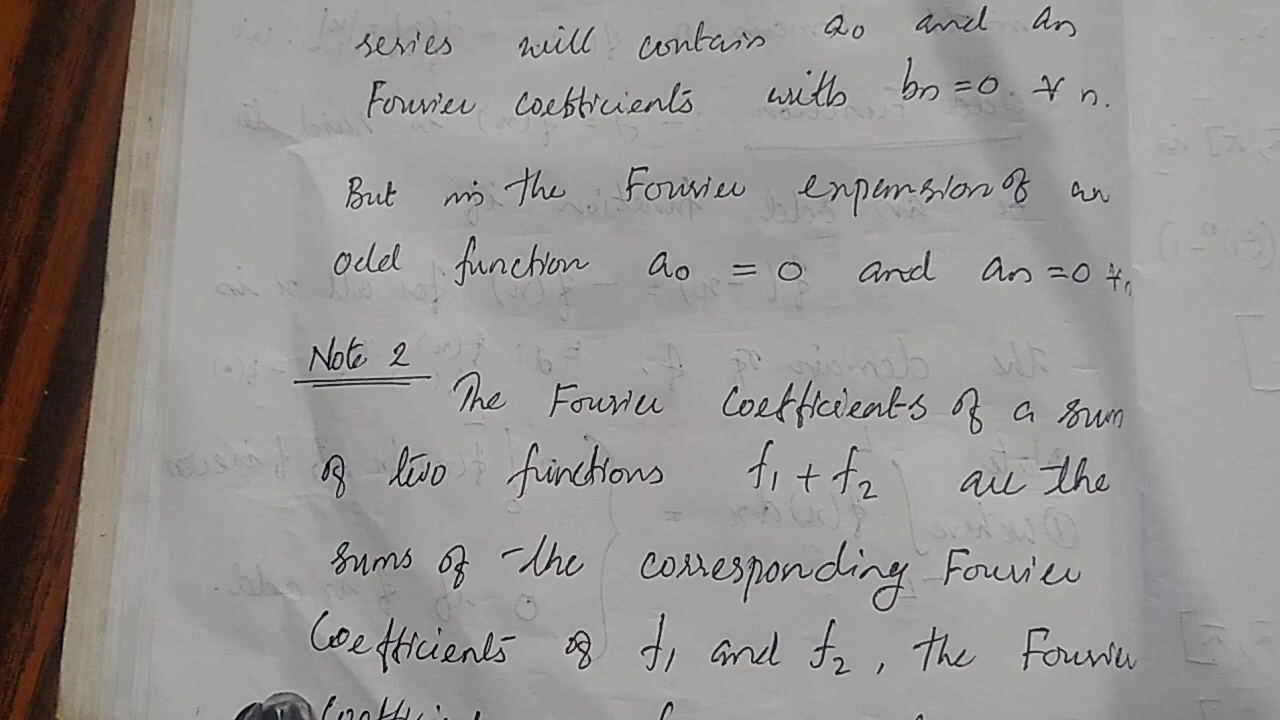 series will contain a0 and an
Fourier coefficients with bn = 0 ∀ n.
But in the Fourier expansion of an
odd function a0 = 0 and an = 0 ∀n
Note 2
The Fourier Coefficients of a sum
of two functions f1 + f2 are the
sums of the corresponding Fourier
Coefficients of f1 and f2, the Fourier